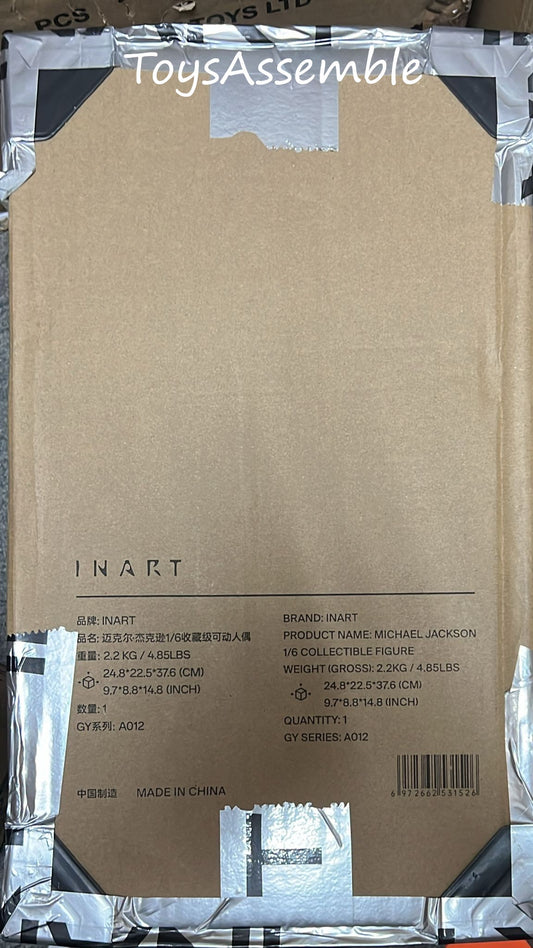 PCS
TOYS LTD
ToysAssemble
INART
品牌: INART
品名: 迈克尔·杰克逊1/6收藏级可动人偶
重量: 2.2 KG / 4.85LBS
24.8*22.5*37.6 (CM)
9.7*8.8*14.8 (INCH)
数量: 1
GY系列: A012
中国制造 MADE IN CHINA
BRAND: INART
PRODUCT NAME: MICHAEL JACKSON
1/6 COLLECTIBLE FIGURE
WEIGHT (GROSS): 2.2KG / 4.85LBS
24.8*22.5*37.6 (CM)
9.7*8.8*14.8 (INCH)
QUANTITY: 1
GY SERIES: A012
6 972662 531526